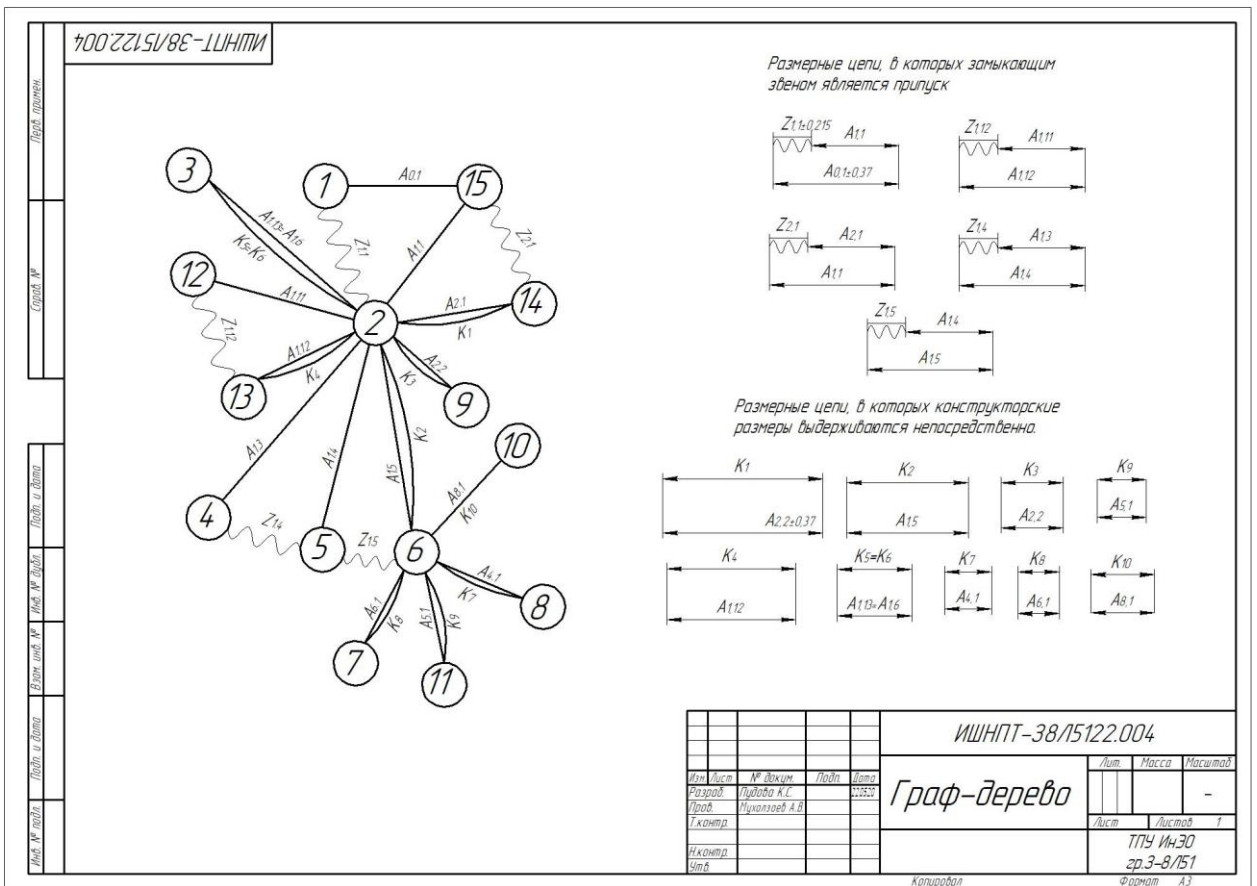 ИШНПТ-38/15122.004
Перв. примен.
Справ. №
Подп. и дата
Инв. № дубл.
Взам. инв. №
Подп. и дата
Инв. № подл.
3
1
A0.1
15
A1,13=A1,6
K5=K6
Z1,1
A1,1
Z2,1
12
A1,11
2
A2,1
K1
14
Z1,12
A1,12
K4
13
A2,2
K3
9
A1,3
A1,4
A1,5
K2
10
A8,1
K10
4
Z1,4
5
Z1,5
6
A4,1
K7
8
A6,1
K8
A5,1
K9
7
11
Размерные цепи, в которых замыкающим
звеном является припуск
Z1,1±0,215
A1,1
A0,1±0,37
Z1,12
A1,11
A1,12
Z2,1
A2,1
A1,1
Z1,4
A1,3
A1,4
Z1,5
A1,4
A1,5
Размерные цепи, в которых конструкторские
размеры выдерживаются непосредственно.
K1
A2,2±0,37
K2
A1,5
K3
A2,2
K9
A5,1
K4
A1,12
K5=K6
A1,13=A1,6
K7
A4,1
K8
A6,1
K10
A8,1
ИШНПТ-38/15122.004
Изм. Лист № докум. Подп. Дата
Разраб. Пудова К.С. 220520
Пров. Мухолзоев А.В.
Т.контр.
Н.контр.
Утв.
Граф-дерево
Лит. Масса Масштаб
-
Лист Листов 1
ТПУ ИнЭО
гр.З-8Л51
Копировал Формат А3